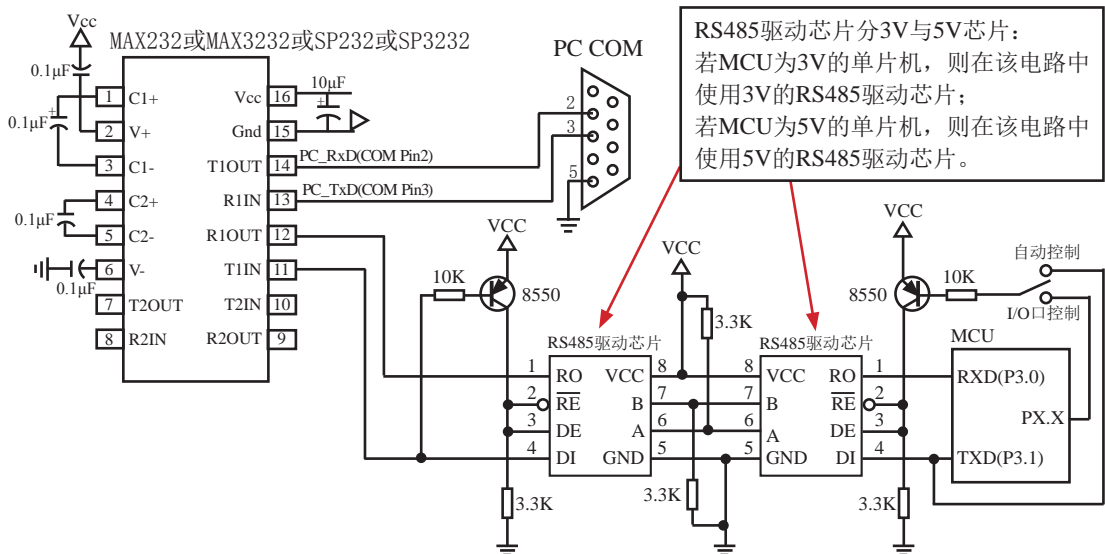 Vcc
MAX232或MAX3232或SP232或SP3232
0.1μF
0.1μF
0.1μF
0.1μF
1 C1+
2 V+
3 C1-
4 C2+
5 C2-
6 V-
7 T2OUT
8 R2IN
Vcc 16
Gnd 15
T1OUT 14
R1IN 13
R1OUT 12
T1IN 11
T2IN 10
R2OUT 9
10μF
+
+
PC_RxD(COM Pin2)
PC_TxD(COM Pin3)
PC COM
2
3
5
RS485驱动芯片分3V与5V芯片：
若MCU为3V的单片机，则在该电路中
使用3V的RS485驱动芯片；
若MCU为5V的单片机，则在该电路中
使用5V的RS485驱动芯片。
VCC
10K
8550
VCC
3.3K
VCC
8550
10K
自动控制
I/O口控制
RS485驱动芯片
1 RO
2 RE
3 DE
4 DI
VCC 8
B 7
A 6
GND 5
3.3K
3.3K
RS485驱动芯片
8 VCC
7 B
6 A
5 GND
RO 1
RE 2
DE 3
DI 4
3.3K
MCU
RXD(P3.0)
PX.X
TXD(P3.1)